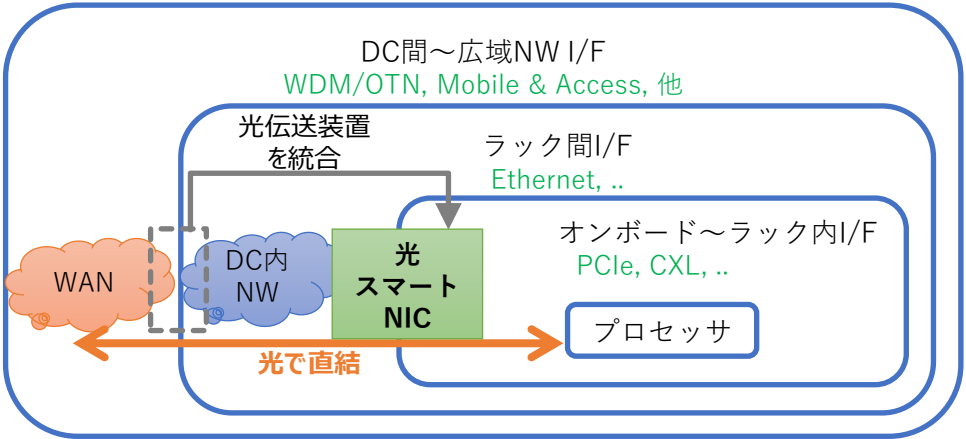 DC間～広域NW I/F
WDM/OTN, Mobile & Access, 他
光伝送装置
を統合
ラック間I/F
Ethernet, ..
オンボード～ラック内I/F
PCIe, CXL, ..
WAN
DC内
NW
光
スマート
NIC
プロセッサ
光で直結